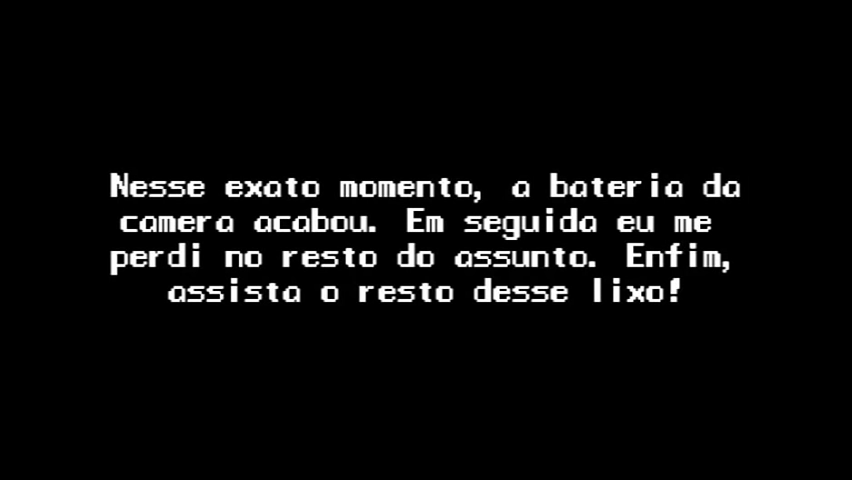 Nesse exato momento, a bateria da
camera acabou. Em seguida eu me
perdi no resto do assunto. Enfim,
assista o resto desse lixo!